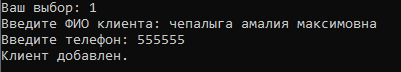 Ваш выбор: 1
Введите ФИО клиента: чепалыга амалия максимовна
Введите телефон: 555555
Клиент добавлен.